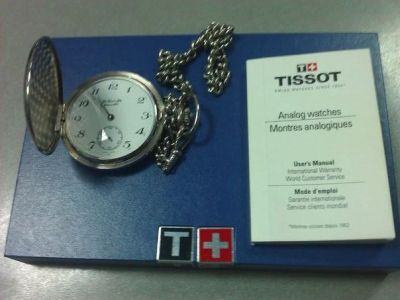 T+
TISSOT
SWISS WATCHES SINCE 1853*
Analog watches
Montres analogiques
User's Manual
International Warranty
World Customer Service
Mode d'emploi
Garantie internationale
Service clients mondial
T+